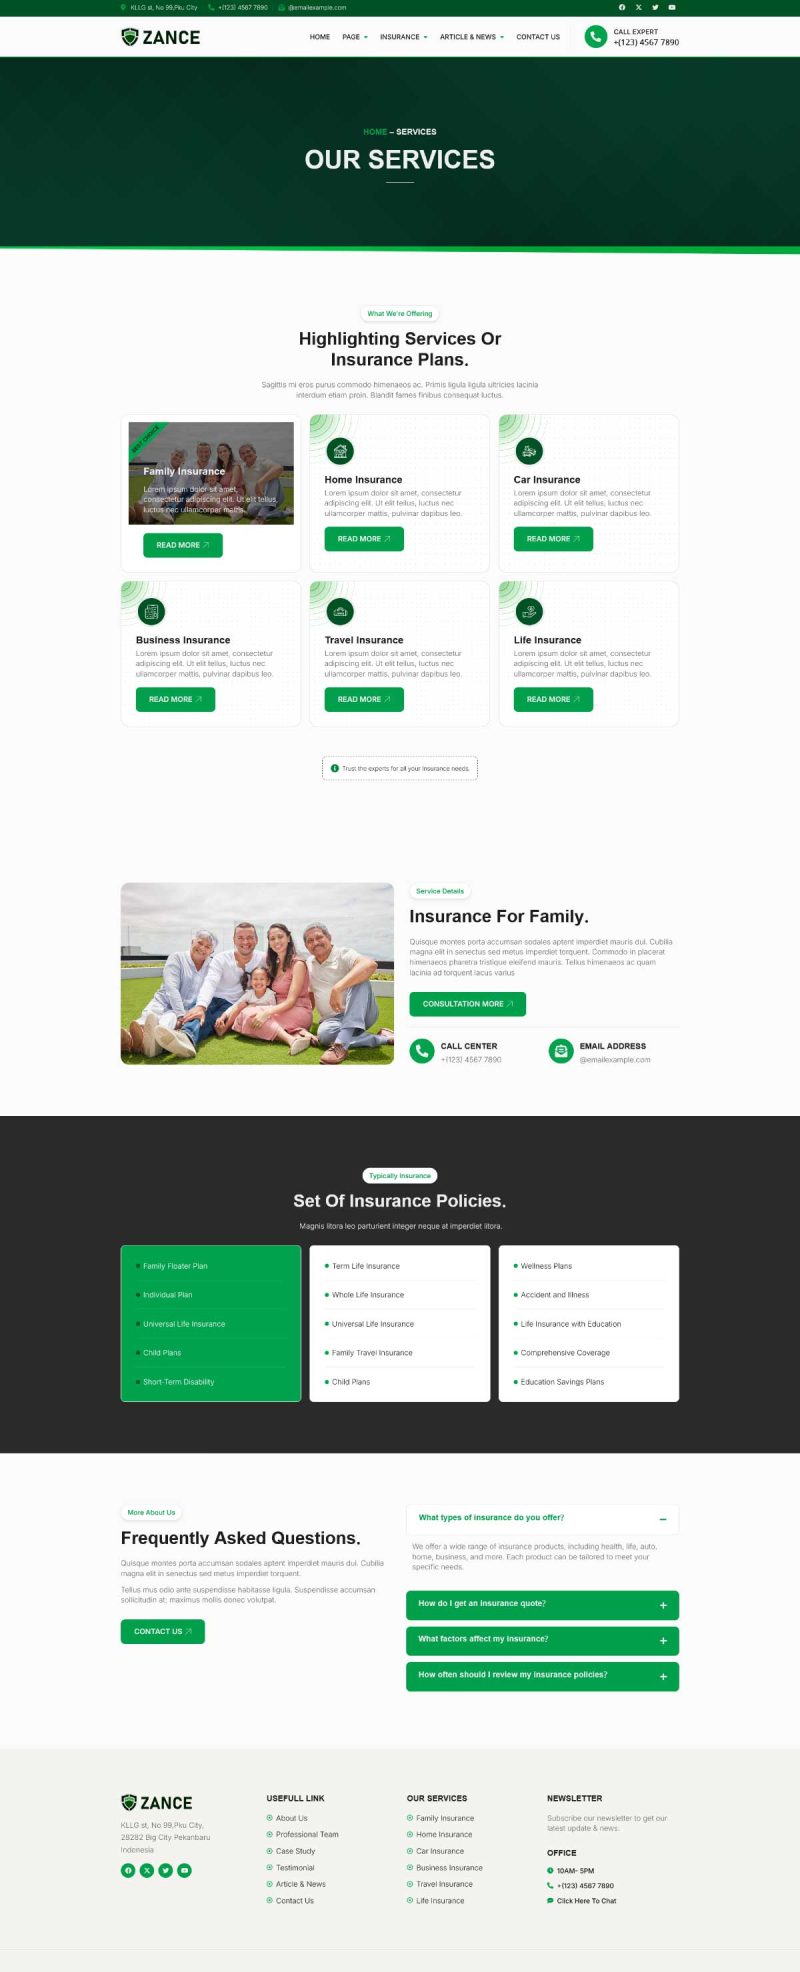 KLLG st, No 99,Pku City +(123) 4567 7890 @emailexample.com
ZANCE
HOME PAGE INSURANCE ARTICLE & NEWS CONTACT US
CALL EXPERT
+(123) 4567 7890
HOME – SERVICES
OUR SERVICES
What We're Offering
Highlighting Services Or
Insurance Plans.
Sagittis mi eros purus commodo himenaeos ac. Primis ligula ligula ultricies lacinia
interdum etiam proin. Blandit fames finibus consequat luctus.
BEST CHOICE
Family Insurance
Lorem ipsum dolor sit amet,
consectetur adipiscing elit. Ut elit tellus,
luctus nec ullamcorper mattis.
READ MORE
Home Insurance
Lorem ipsum dolor sit amet, consectetur
adipiscing elit. Ut elit tellus, luctus nec
ullamcorper mattis, pulvinar dapibus leo.
READ MORE
Car Insurance
Lorem ipsum dolor sit amet, consectetur
adipiscing elit. Ut elit tellus, luctus nec
ullamcorper mattis, pulvinar dapibus leo.
READ MORE
Business Insurance
Lorem ipsum dolor sit amet, consectetur
adipiscing elit. Ut elit tellus, luctus nec
ullamcorper mattis, pulvinar dapibus leo.
READ MORE
Travel Insurance
Lorem ipsum dolor sit amet, consectetur
adipiscing elit. Ut elit tellus, luctus nec
ullamcorper mattis, pulvinar dapibus leo.
READ MORE
Life Insurance
Lorem ipsum dolor sit amet, consectetur
adipiscing elit. Ut elit tellus, luctus nec
ullamcorper mattis, pulvinar dapibus leo.
READ MORE
Trust the experts for all your insurance needs.
Service Details
Insurance For Family.
Quisque montes porta accumsan sodales aptent imperdiet mauris dui. Cubilia
magna elit in senectus sed metus imperdiet torquent. Commodo in placerat
himenaeos pharetra tristique eleifend mauris. Tellus himenaeos ac quam
lacinia ad torquent lacus varius
CONSULTATION MORE
CALL CENTER
+(123) 4567 7890
EMAIL ADDRESS
@emailexample.com
Typically Insurance
Set Of Insurance Policies.
Magnis litora leo parturient integer neque at imperdiet litora.
Family Floater Plan
Individual Plan
Universal Life Insurance
Child Plans
Short-Term Disability
Term Life Insurance
Whole Life Insurance
Universal Life Insurance
Family Travel Insurance
Child Plans
Wellness Plans
Accident and Illness
Life Insurance with Education
Comprehensive Coverage
Education Savings Plans
More About Us
Frequently Asked Questions.
Quisque montes porta accumsan sodales aptent imperdiet mauris dui. Cubilia
magna elit in senectus sed metus imperdiet torquent.
Tellus mus odio ante suspendisse habitasse ligula. Suspendisse accumsan
sollicitudin at; maximus mollis donec volutpat.
CONTACT US
What types of insurance do you offer?
We offer a wide range of insurance products, including health, life, auto,
home, business, and more. Each product can be tailored to meet your
specific needs.
How do I get an insurance quote?
What factors affect my insurance?
How often should I review my insurance policies?
ZANCE
KLLG st, No 99,Pku City,
28282 Big City Pekanbaru
Indonesia
USEFULL LINK
About Us
Professional Team
Case Study
Testimonial
Article & News
Contact Us
OUR SERVICES
Family Insurance
Home Insurance
Car Insurance
Business Insurance
Travel Insurance
Life Insurance
NEWSLETTER
Subscribe our newsletter to get our
latest update & news.
OFFICE
10AM- 5PM
+(123) 4567 7890
Click Here To Chat